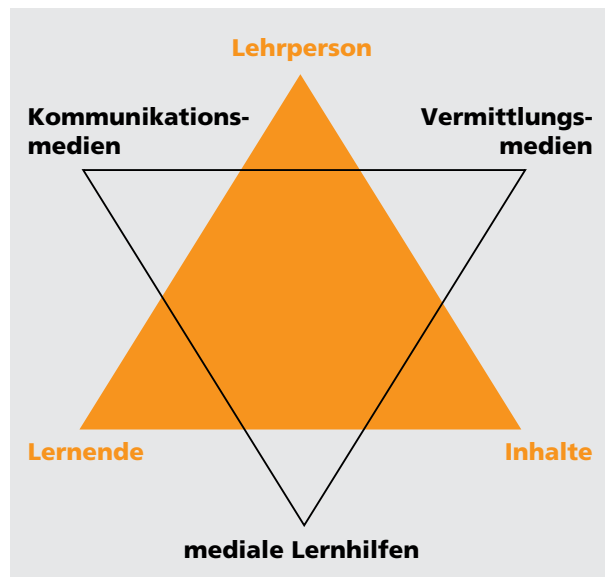 Lehrperson
Kommunikations-
medien
Vermittlungs-
medien
Lernende
Inhalte
mediale Lernhilfen